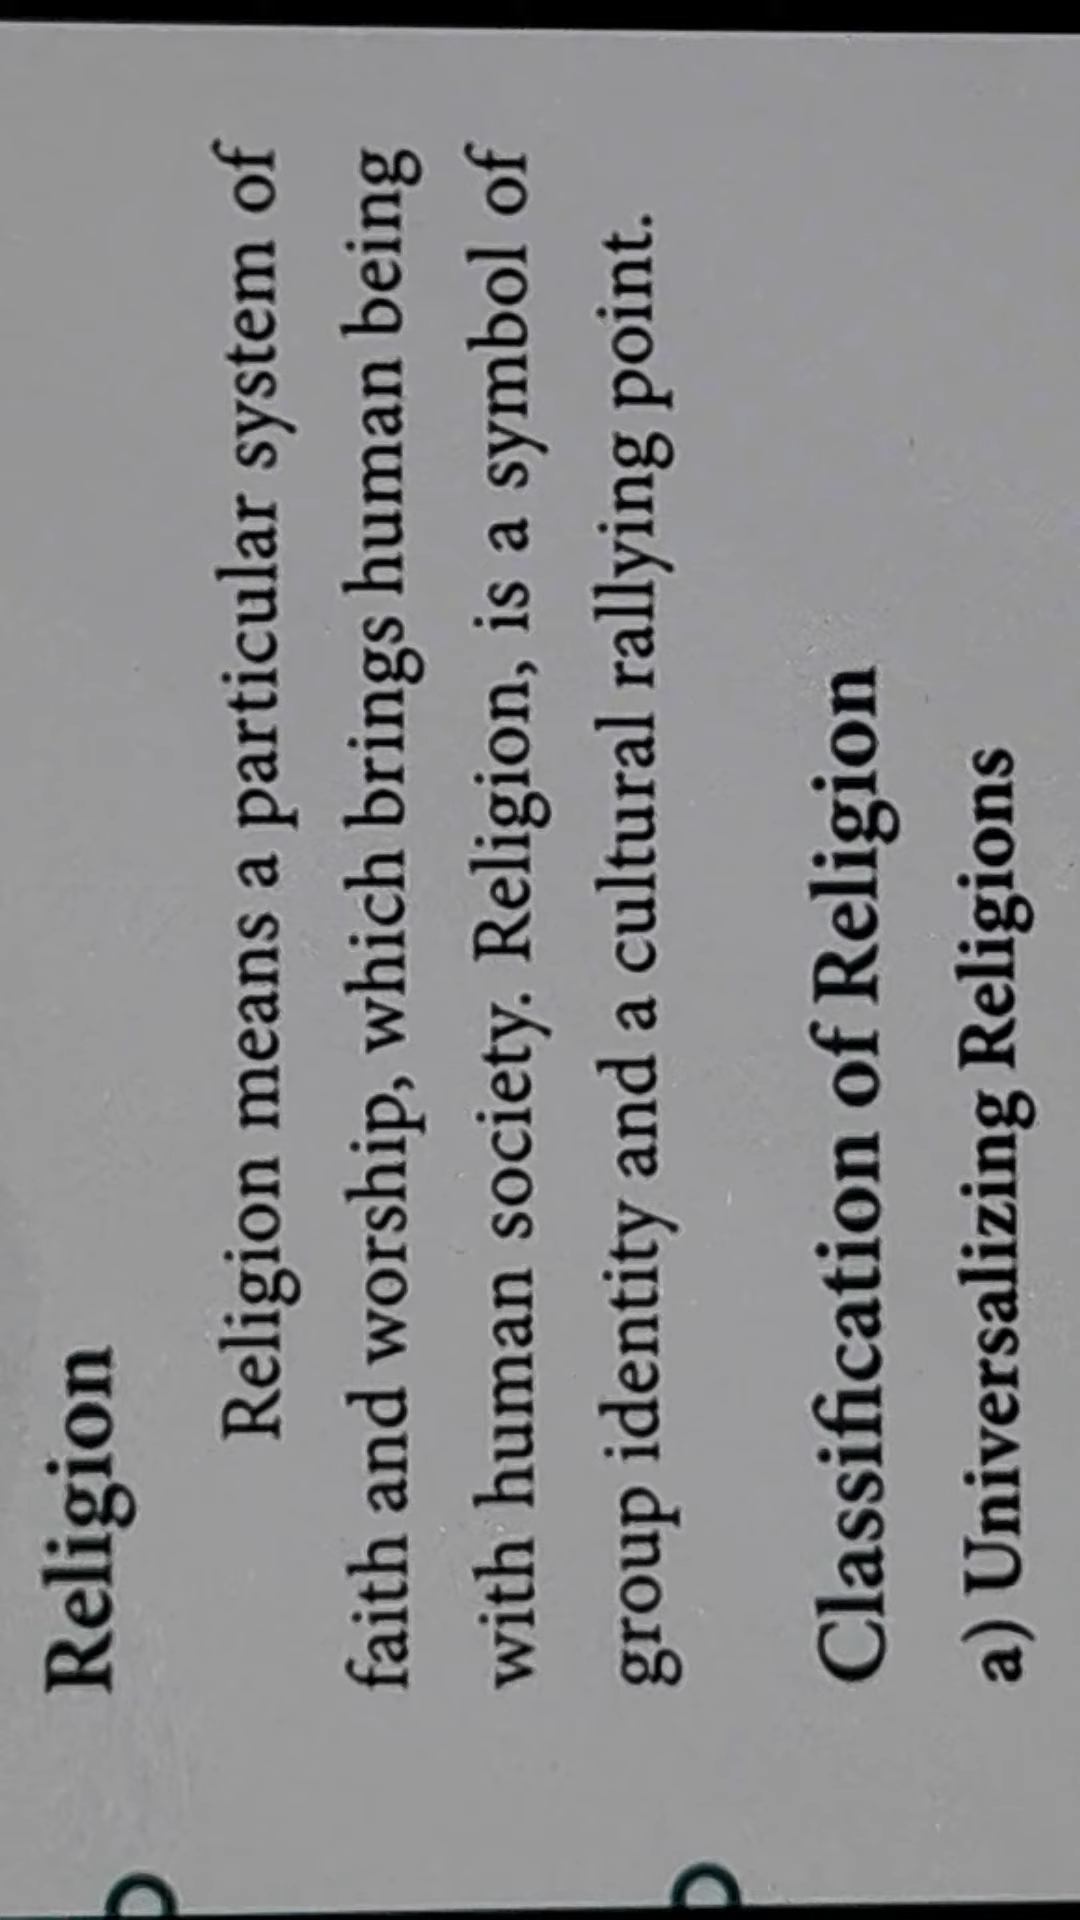 Religion
Religion means a particular system of
faith and worship, which brings human being
with human society. Religion, is a symbol of
group identity and a cultural rallying point.
Classification of Religion
a) Universalizing Religions